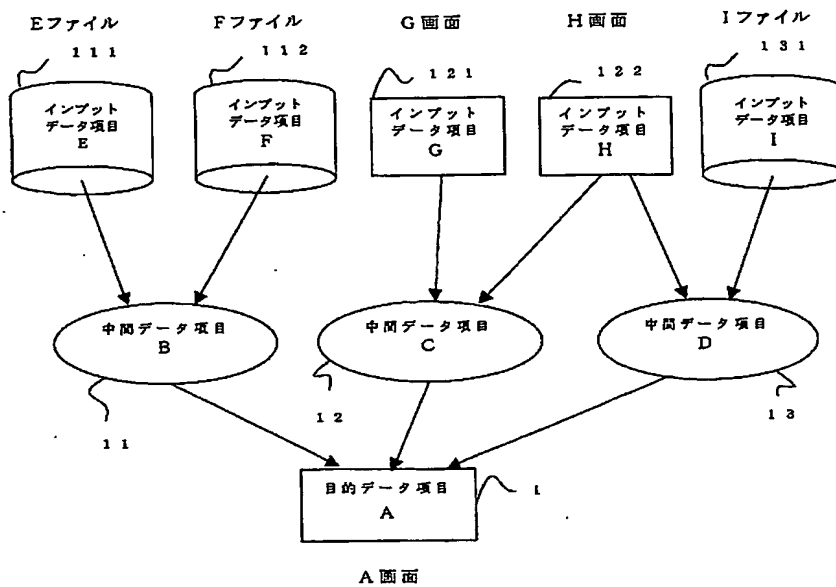 Eファイル
Fファイル
G画面
H画面
Iファイル
111
112
121
122
131
インプット
データ項目
E
インプット
データ項目
F
インプット
データ項目
G
インプット
データ項目
H
インプット
データ項目
I
中間データ項目
B
中間データ項目
C
中間データ項目
D
11
12
13
目的データ項目
A
1
A画面